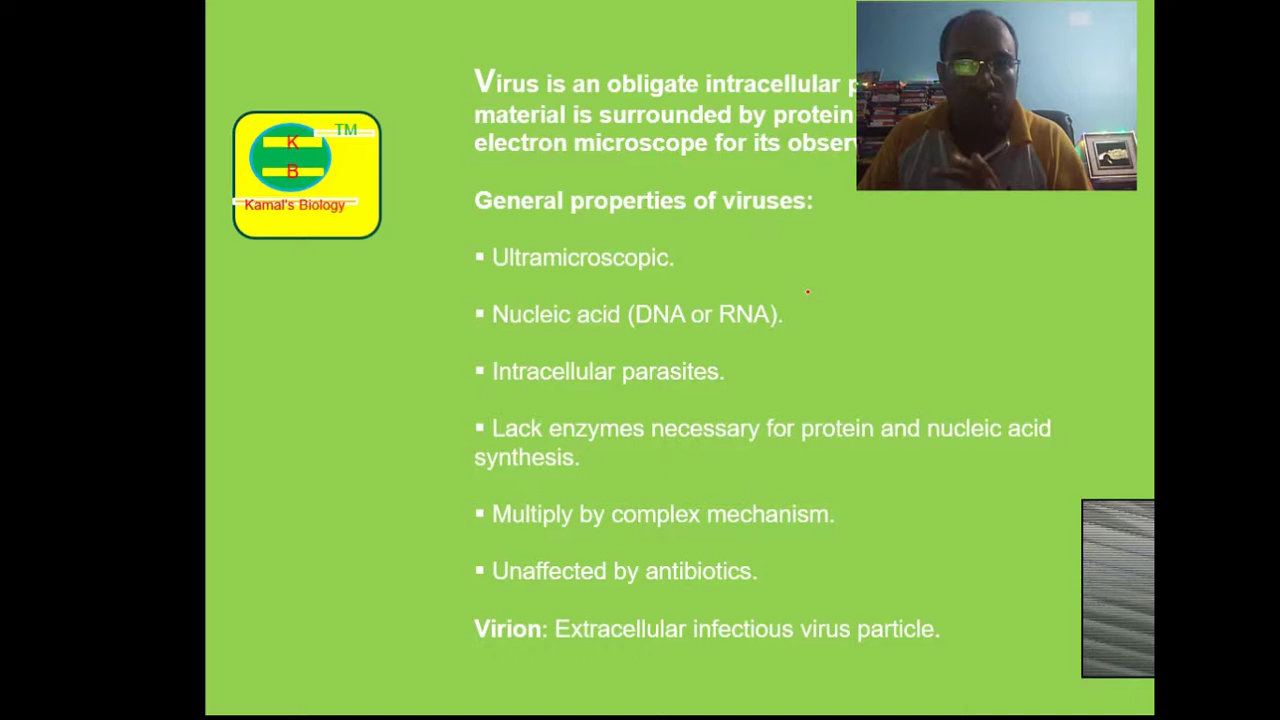 Virus is an obligate intracellular
material is surrounded by protein
electron microscope for its
TM
K
B
Kamal's Biology
General properties of viruses:
▪ Ultramicroscopic.
▪ Nucleic acid (DNA or RNA).
▪ Intracellular parasites.
▪ Lack enzymes necessary for protein and nucleic acid
synthesis.
▪ Multiply by complex mechanism.
▪ Unaffected by antibiotics.
Virion: Extracellular infectious virus particle.